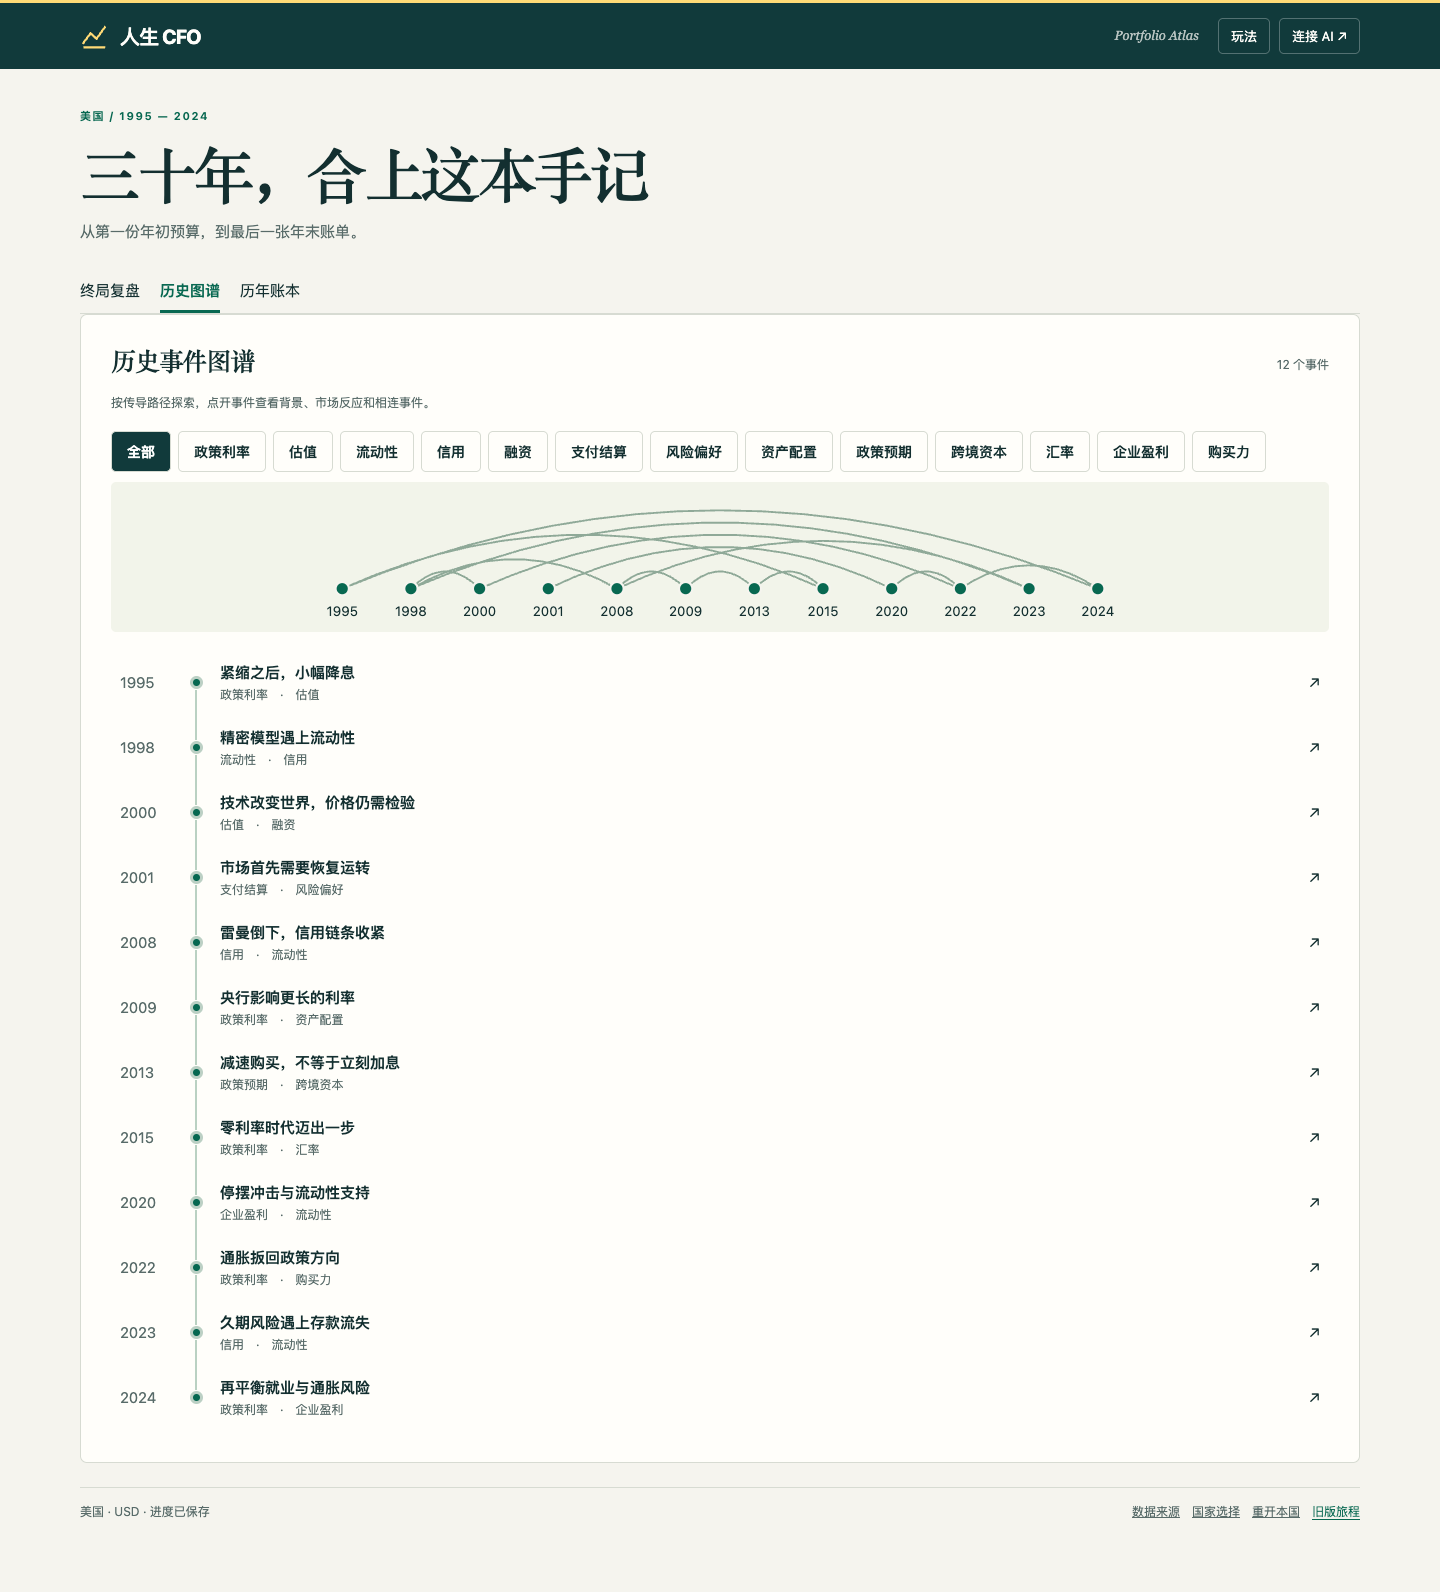 人生 CFO
Portfolio Atlas
玩法
连接 AI ↗
美国 / 1995 — 2024
三十年，合上这本手记
从第一份年初预算，到最后一张年末账单。
终局复盘 历史图谱 历年账本
历史事件图谱
12 个事件
按传导路径探索，点开事件查看背景、市场反应和相连事件。
全部 政策利率 估值 流动性 信用 融资 支付结算 风险偏好 资产配置 政策预期 跨境资本 汇率 企业盈利 购买力
1995 1998 2000 2001 2008 2009 2013 2015 2020 2022 2023 2024
1995
紧缩之后，小幅降息
政策利率 · 估值
↗
1998
精密模型遇上流动性
流动性 · 信用
↗
2000
技术改变世界，价格仍需检验
估值 · 融资
↗
2001
市场首先需要恢复运转
支付结算 · 风险偏好
↗
2008
雷曼倒下，信用链条收紧
信用 · 流动性
↗
2009
央行影响更长的利率
政策利率 · 资产配置
↗
2013
减速购买，不等于立刻加息
政策预期 · 跨境资本
↗
2015
零利率时代迈出一步
政策利率 · 汇率
↗
2020
停摆冲击与流动性支持
企业盈利 · 流动性
↗
2022
通胀扳回政策方向
政策利率 · 购买力
↗
2023
久期风险遇上存款流失
信用 · 流动性
↗
2024
再平衡就业与通胀风险
政策利率 · 企业盈利
↗
美国 · USD · 进度已保存
数据来源 国家选择 重开本国 旧版旅程